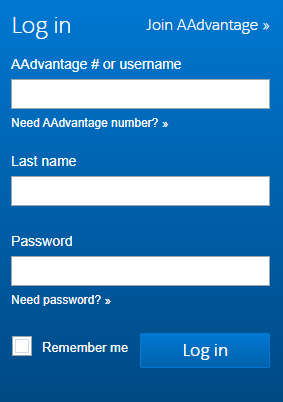 Log in
Join AAdvantage »
AAdvantage # or username
Need AAdvantage number? »
Last name
Password
Need password? »
Remember me
Log in